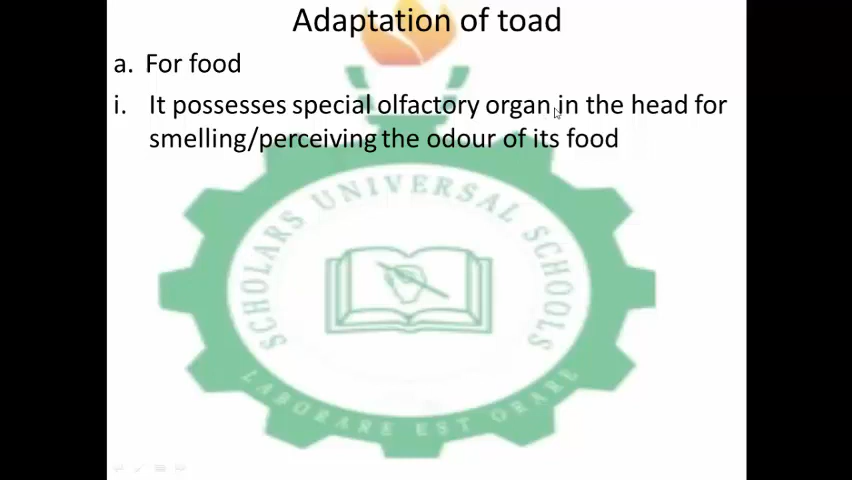 Adaptation of toad
a. For food
i. It possesses special olfactory organ in the head for
smelling/perceiving the odour of its food
SCHOLARS UNIVERSAL SCHOOLS
LABORARE EST ORARE